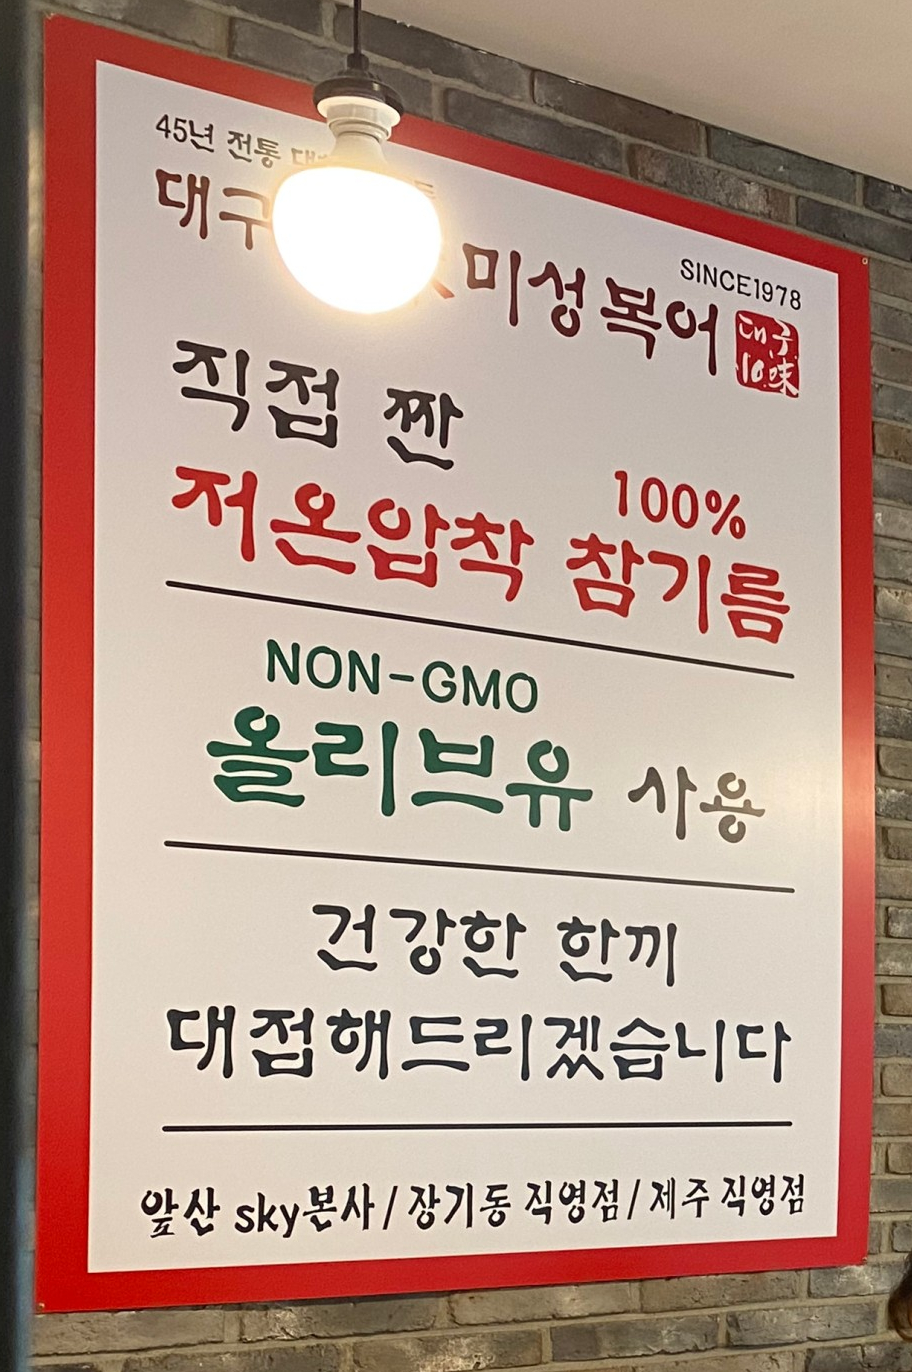 45년 전통
SINCE1978
대구 미성복어
대구 10味
직접 짠
100%
저온압착 참기름
NON-GMO
올리브유 사용
건강한 한끼
대접해드리겠습니다
앞산 sky본사/장기동 직영점/제주 직영점